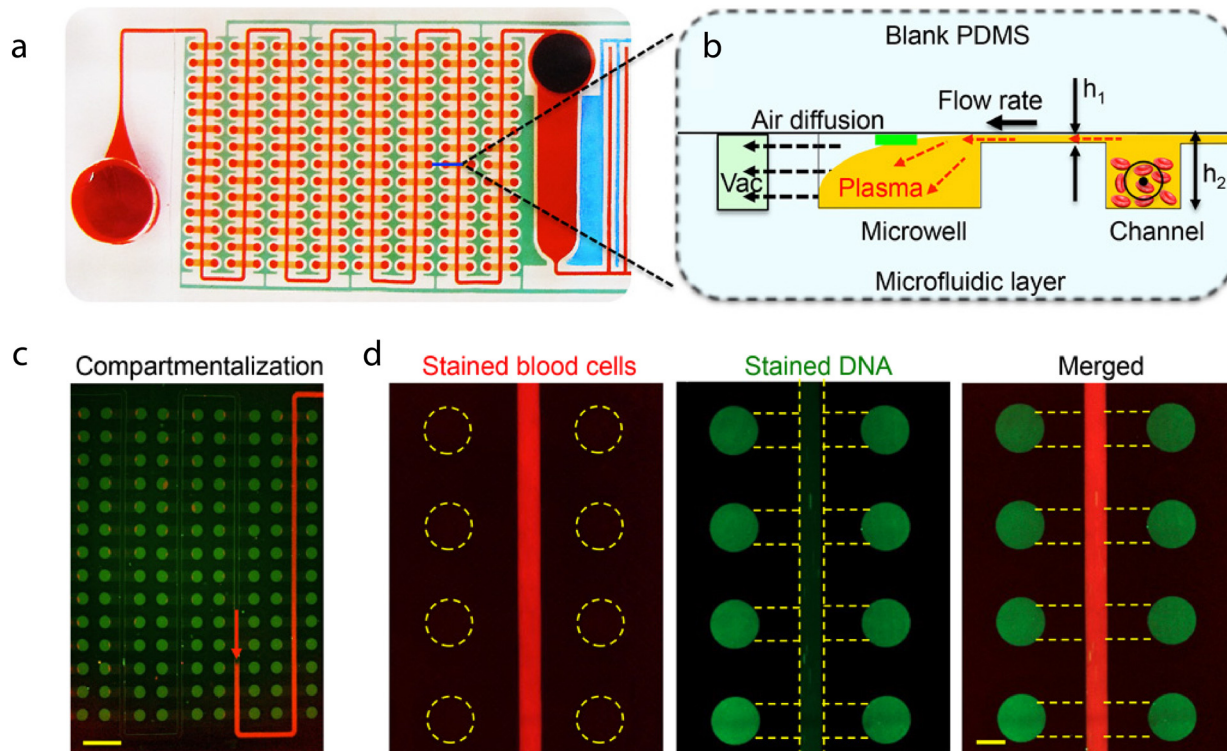 a
b
Blank PDMS
Flow rate
h₁
Air diffusion
h₂
Vac
Plasma
Microwell
Channel
Microfluidic layer
c
Compartmentalization
d
Stained blood cells
Stained DNA
Merged